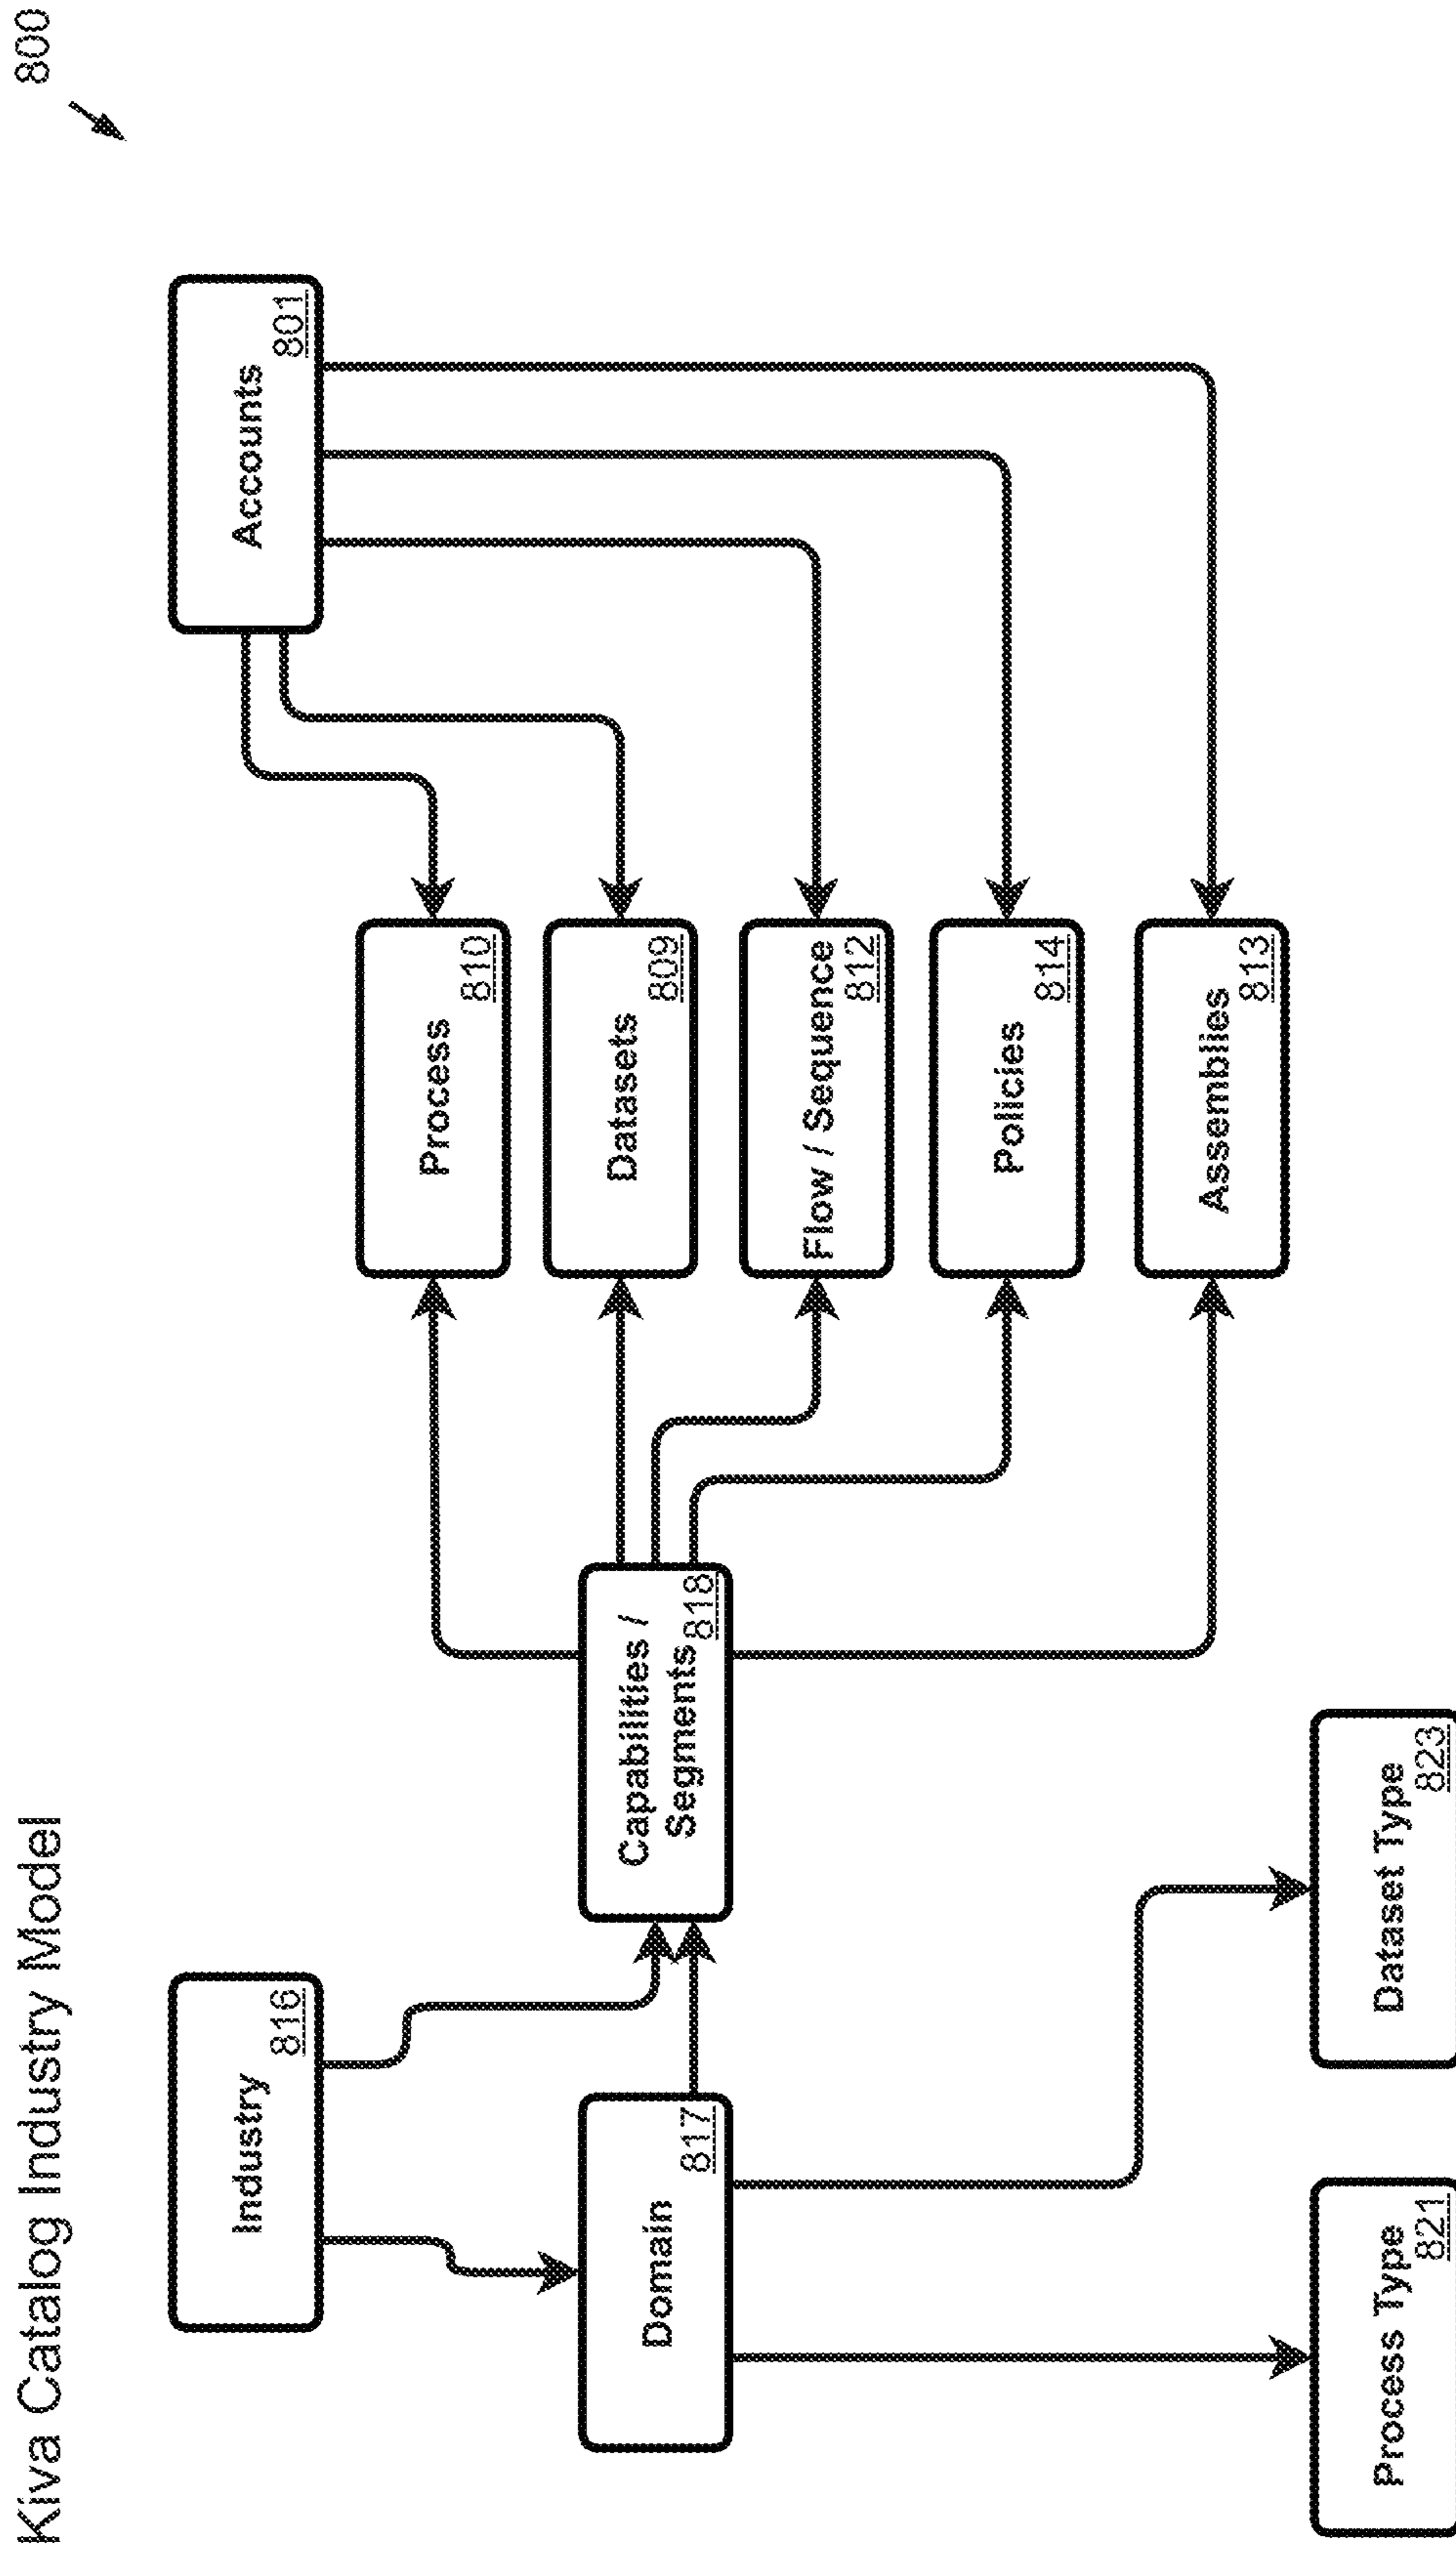 Kiva Catalog Industry Model
800
Industry
816
Accounts
801
Process
810
Datasets
809
Domain
817
Capabilities /
Segments
818
Flow / Sequence
812
Policies
814
Assemblies
813
Process Type
821
Dataset Type
823